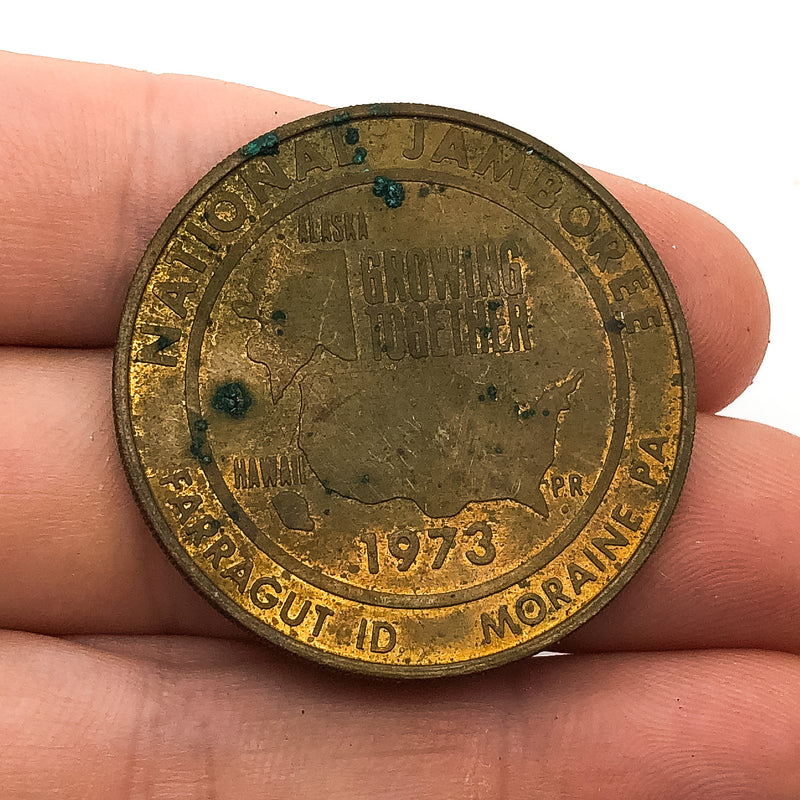 NATIONAL JAMBOREE
ALASKA
GROWING
TOGETHER
HAWAII
P.R.
1973
FARRAGUT ID. MORAINE PA.